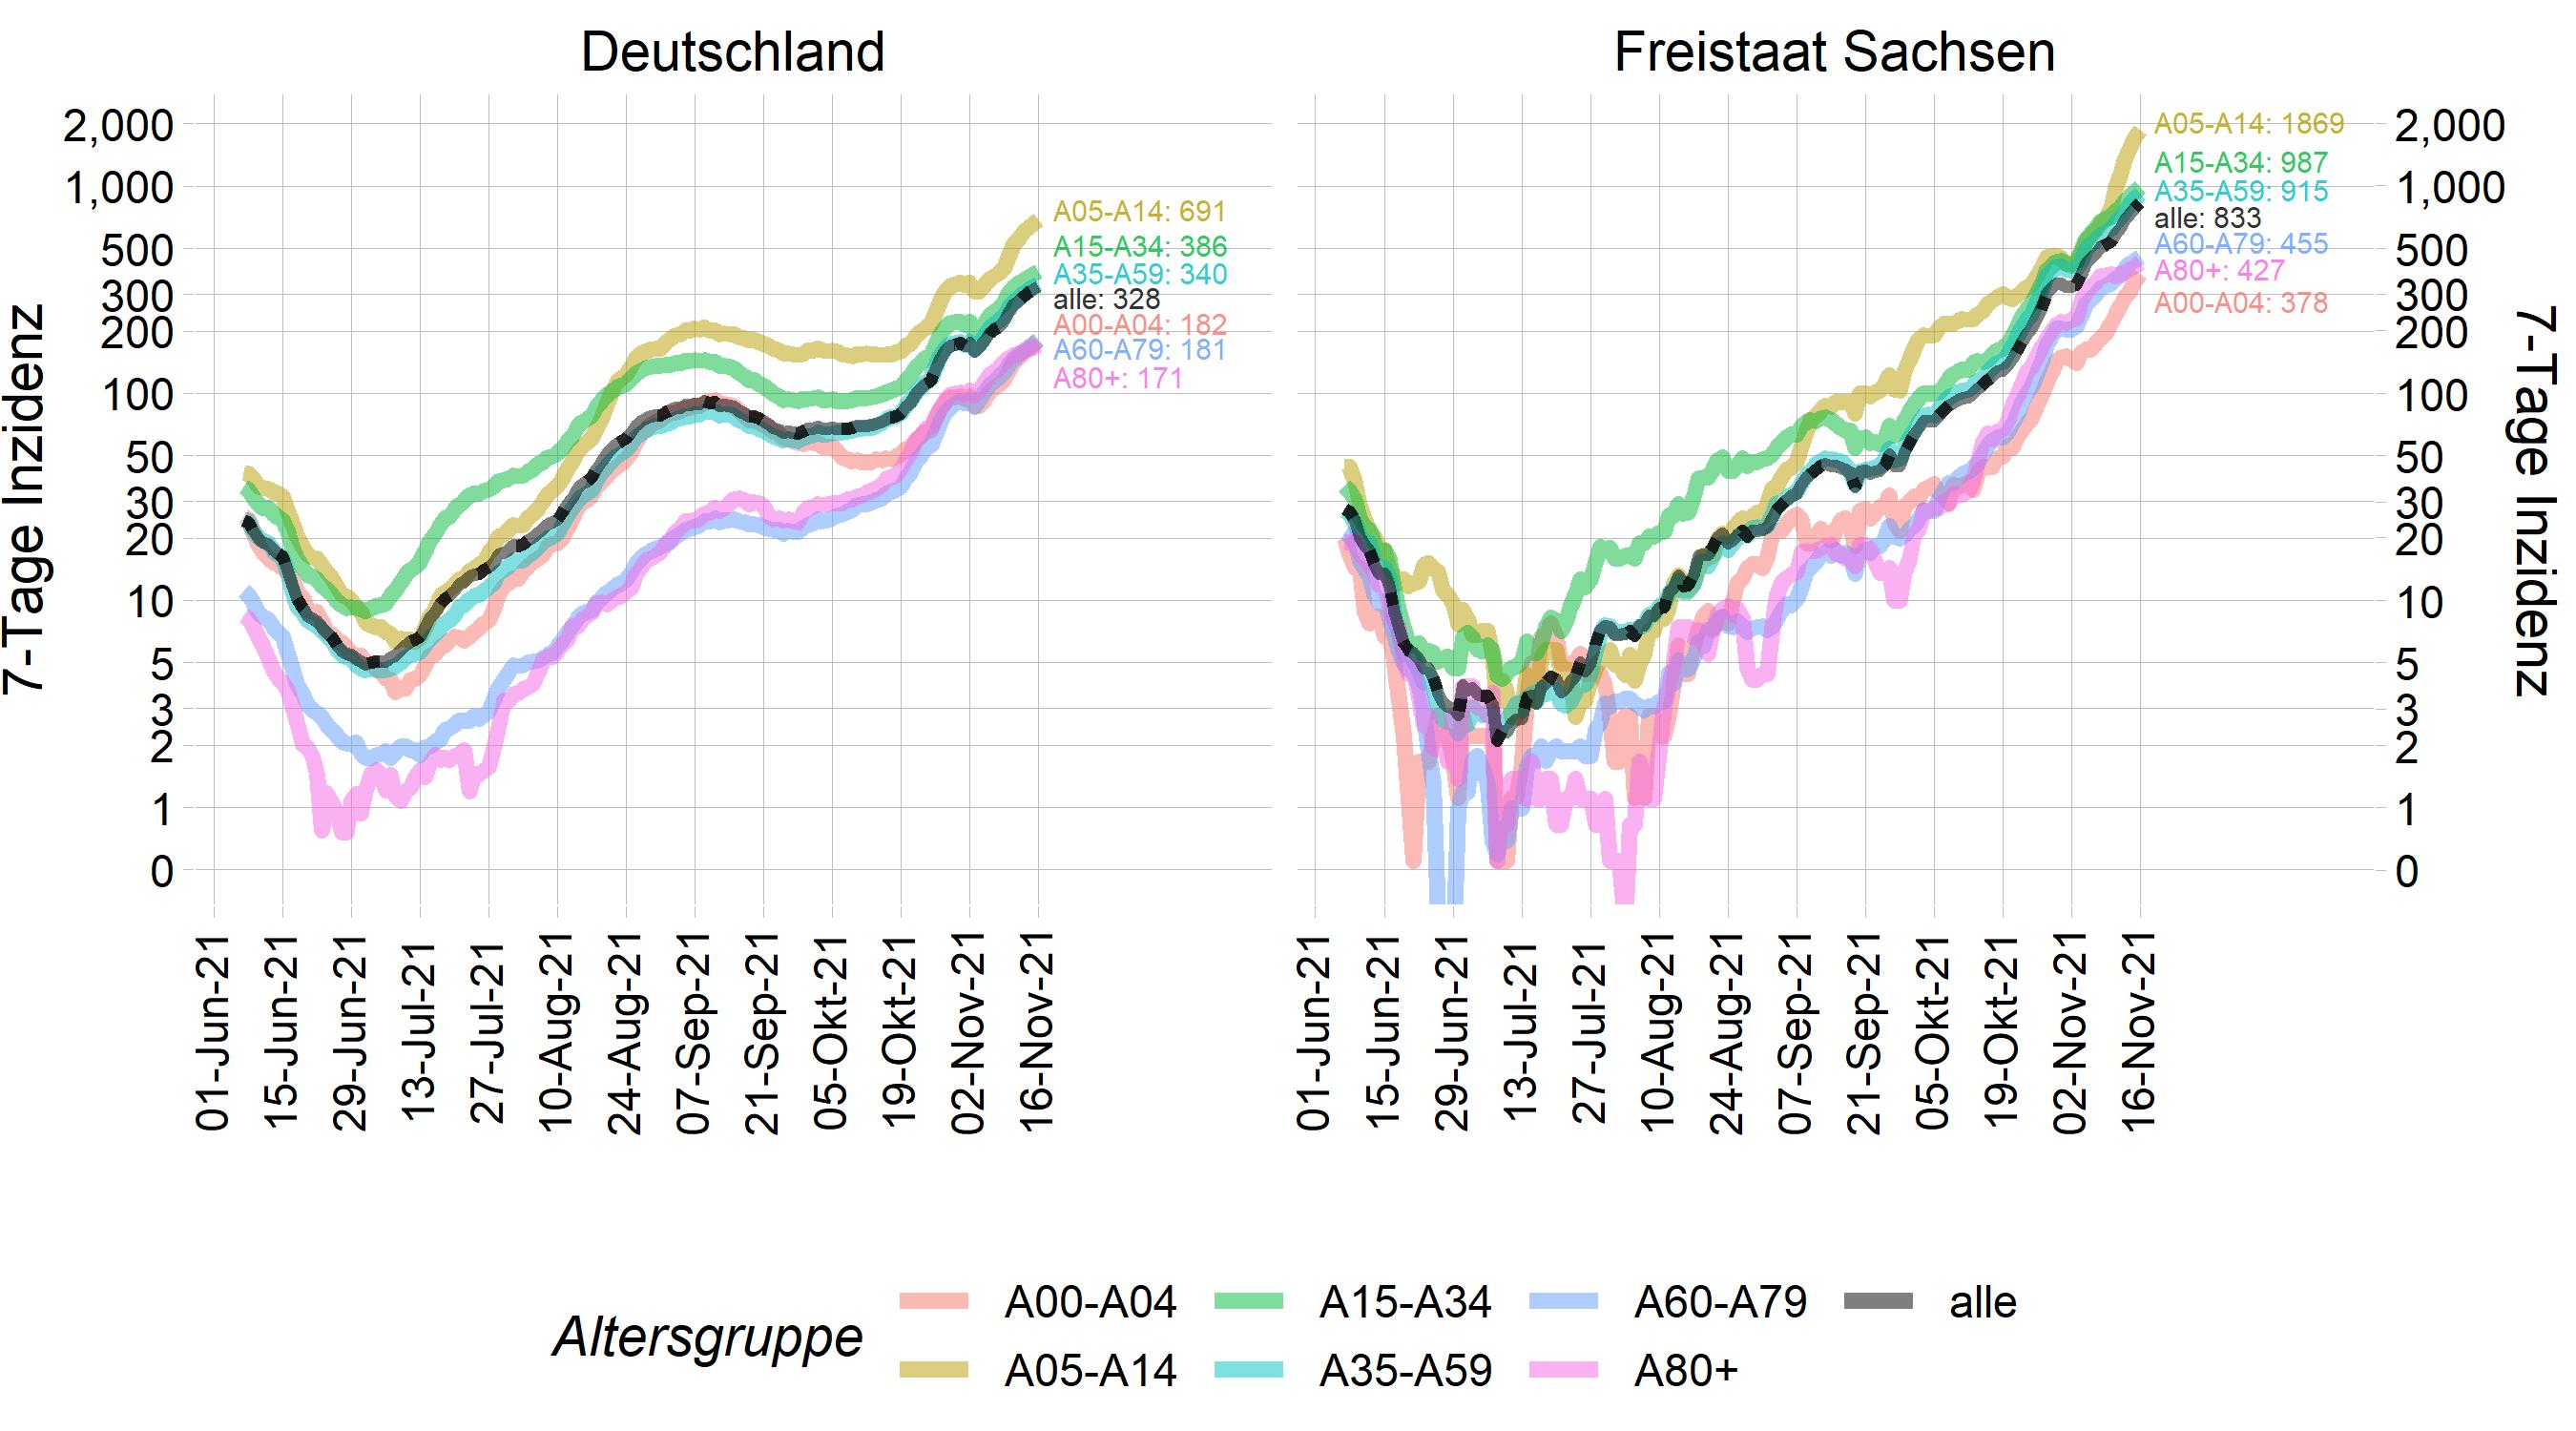 Deutschland
Freistaat Sachsen
7-Tage Inzidenz
2,000
1,000
500
300
200
100
50
30
20
10
5
3
2
1
0
A05-A14: 691
A15-A34: 386
A35-A59: 340
alle: 328
A00-A04: 182
A60-A79: 181
A80+: 171
A05-A14: 1869
A15-A34: 987
A35-A59: 915
alle: 833
A60-A79: 455
A80+: 427
A00-A04: 378
2,000
1,000
500
300
200
100
50
30
20
10
5
3
2
1
0
7-Tage Inzidenz
01-Jun-21
15-Jun-21
29-Jun-21
13-Jul-21
27-Jul-21
10-Aug-21
24-Aug-21
07-Sep-21
21-Sep-21
05-Okt-21
19-Okt-21
02-Nov-21
16-Nov-21
01-Jun-21
15-Jun-21
29-Jun-21
13-Jul-21
27-Jul-21
10-Aug-21
24-Aug-21
07-Sep-21
21-Sep-21
05-Okt-21
19-Okt-21
02-Nov-21
16-Nov-21
Altersgruppe
A00-A04
A15-A34
A60-A79
alle
A05-A14
A35-A59
A80+